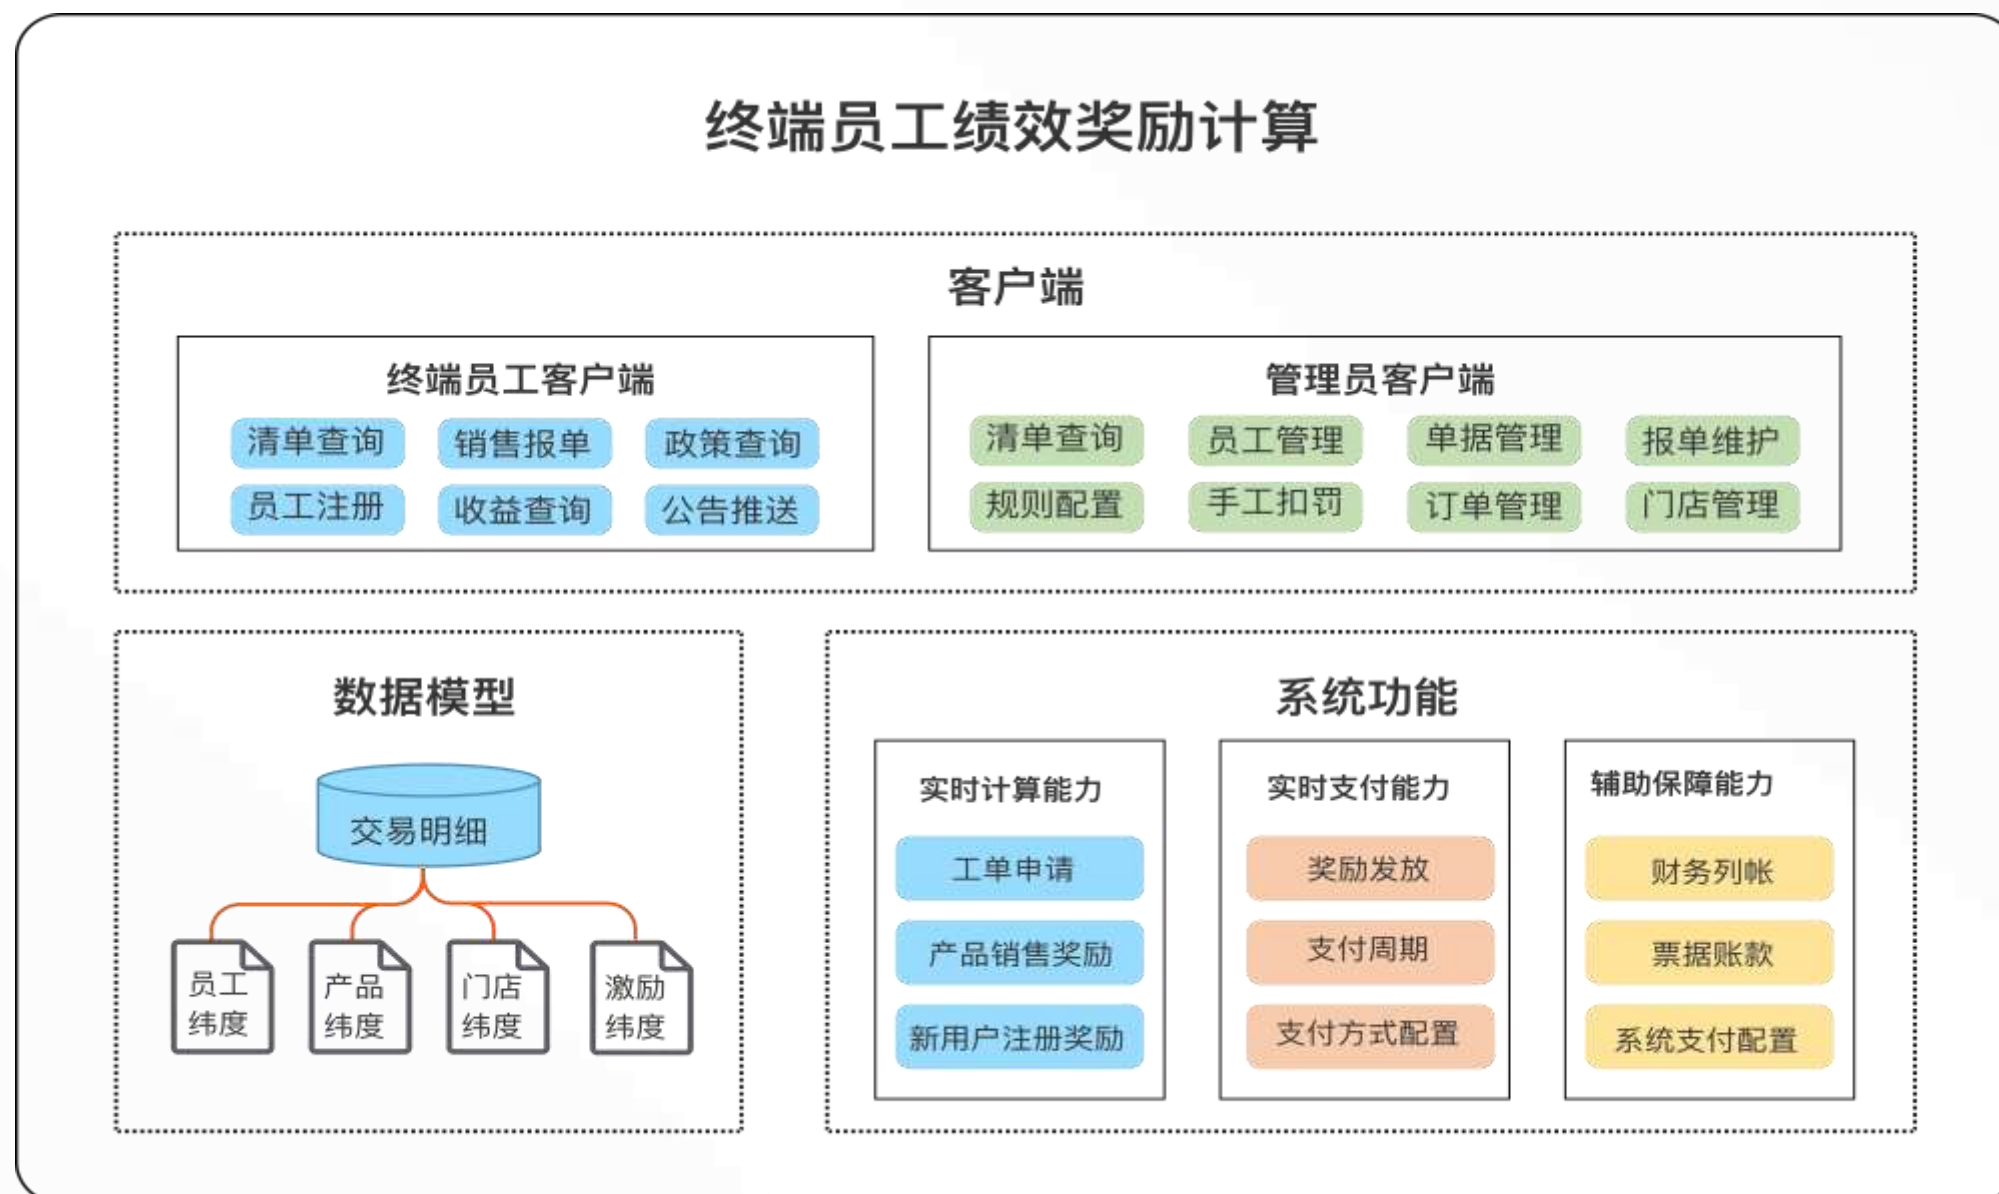 终端员工绩效奖励计算
客户端
终端员工客户端
清单查询 销售报单 政策查询
员工注册 收益查询 公告推送
管理员客户端
清单查询 员工管理 单据管理 报单维护
规则配置 手工扣罚 订单管理 门店管理
数据模型
交易明细
员工
纬度
产品
纬度
门店
纬度
激励
纬度
系统功能
实时计算能力
工单申请
产品销售奖励
新用户注册奖励
实时支付能力
奖励发放
支付周期
支付方式配置
辅助保障能力
财务列帐
票据账款
系统支付配置